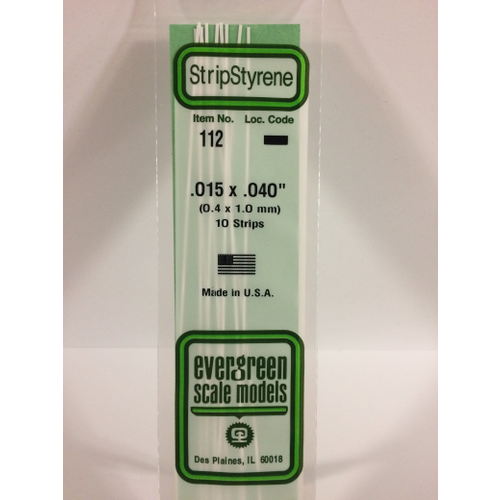 StripStyrene
Item No. Loc. Code
112
.015 x .040"
(0.4 x 1.0 mm)
10 Strips
Made in U.S.A.
evergreen
scale models
Des Plaines, IL 60018